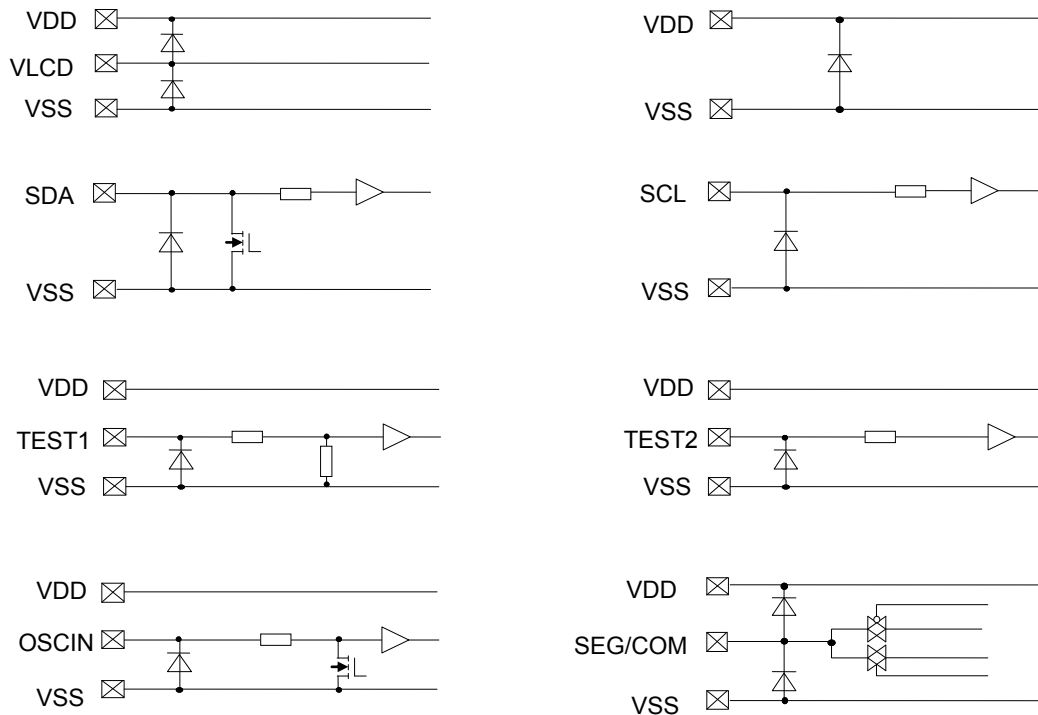 VDD
VLCD
VSS
VDD
VSS
SDA
VSS
SCL
VSS
VDD
TEST1
VSS
VDD
TEST2
VSS
VDD
OSCIN
VSS
VDD
SEG/COM
VSS